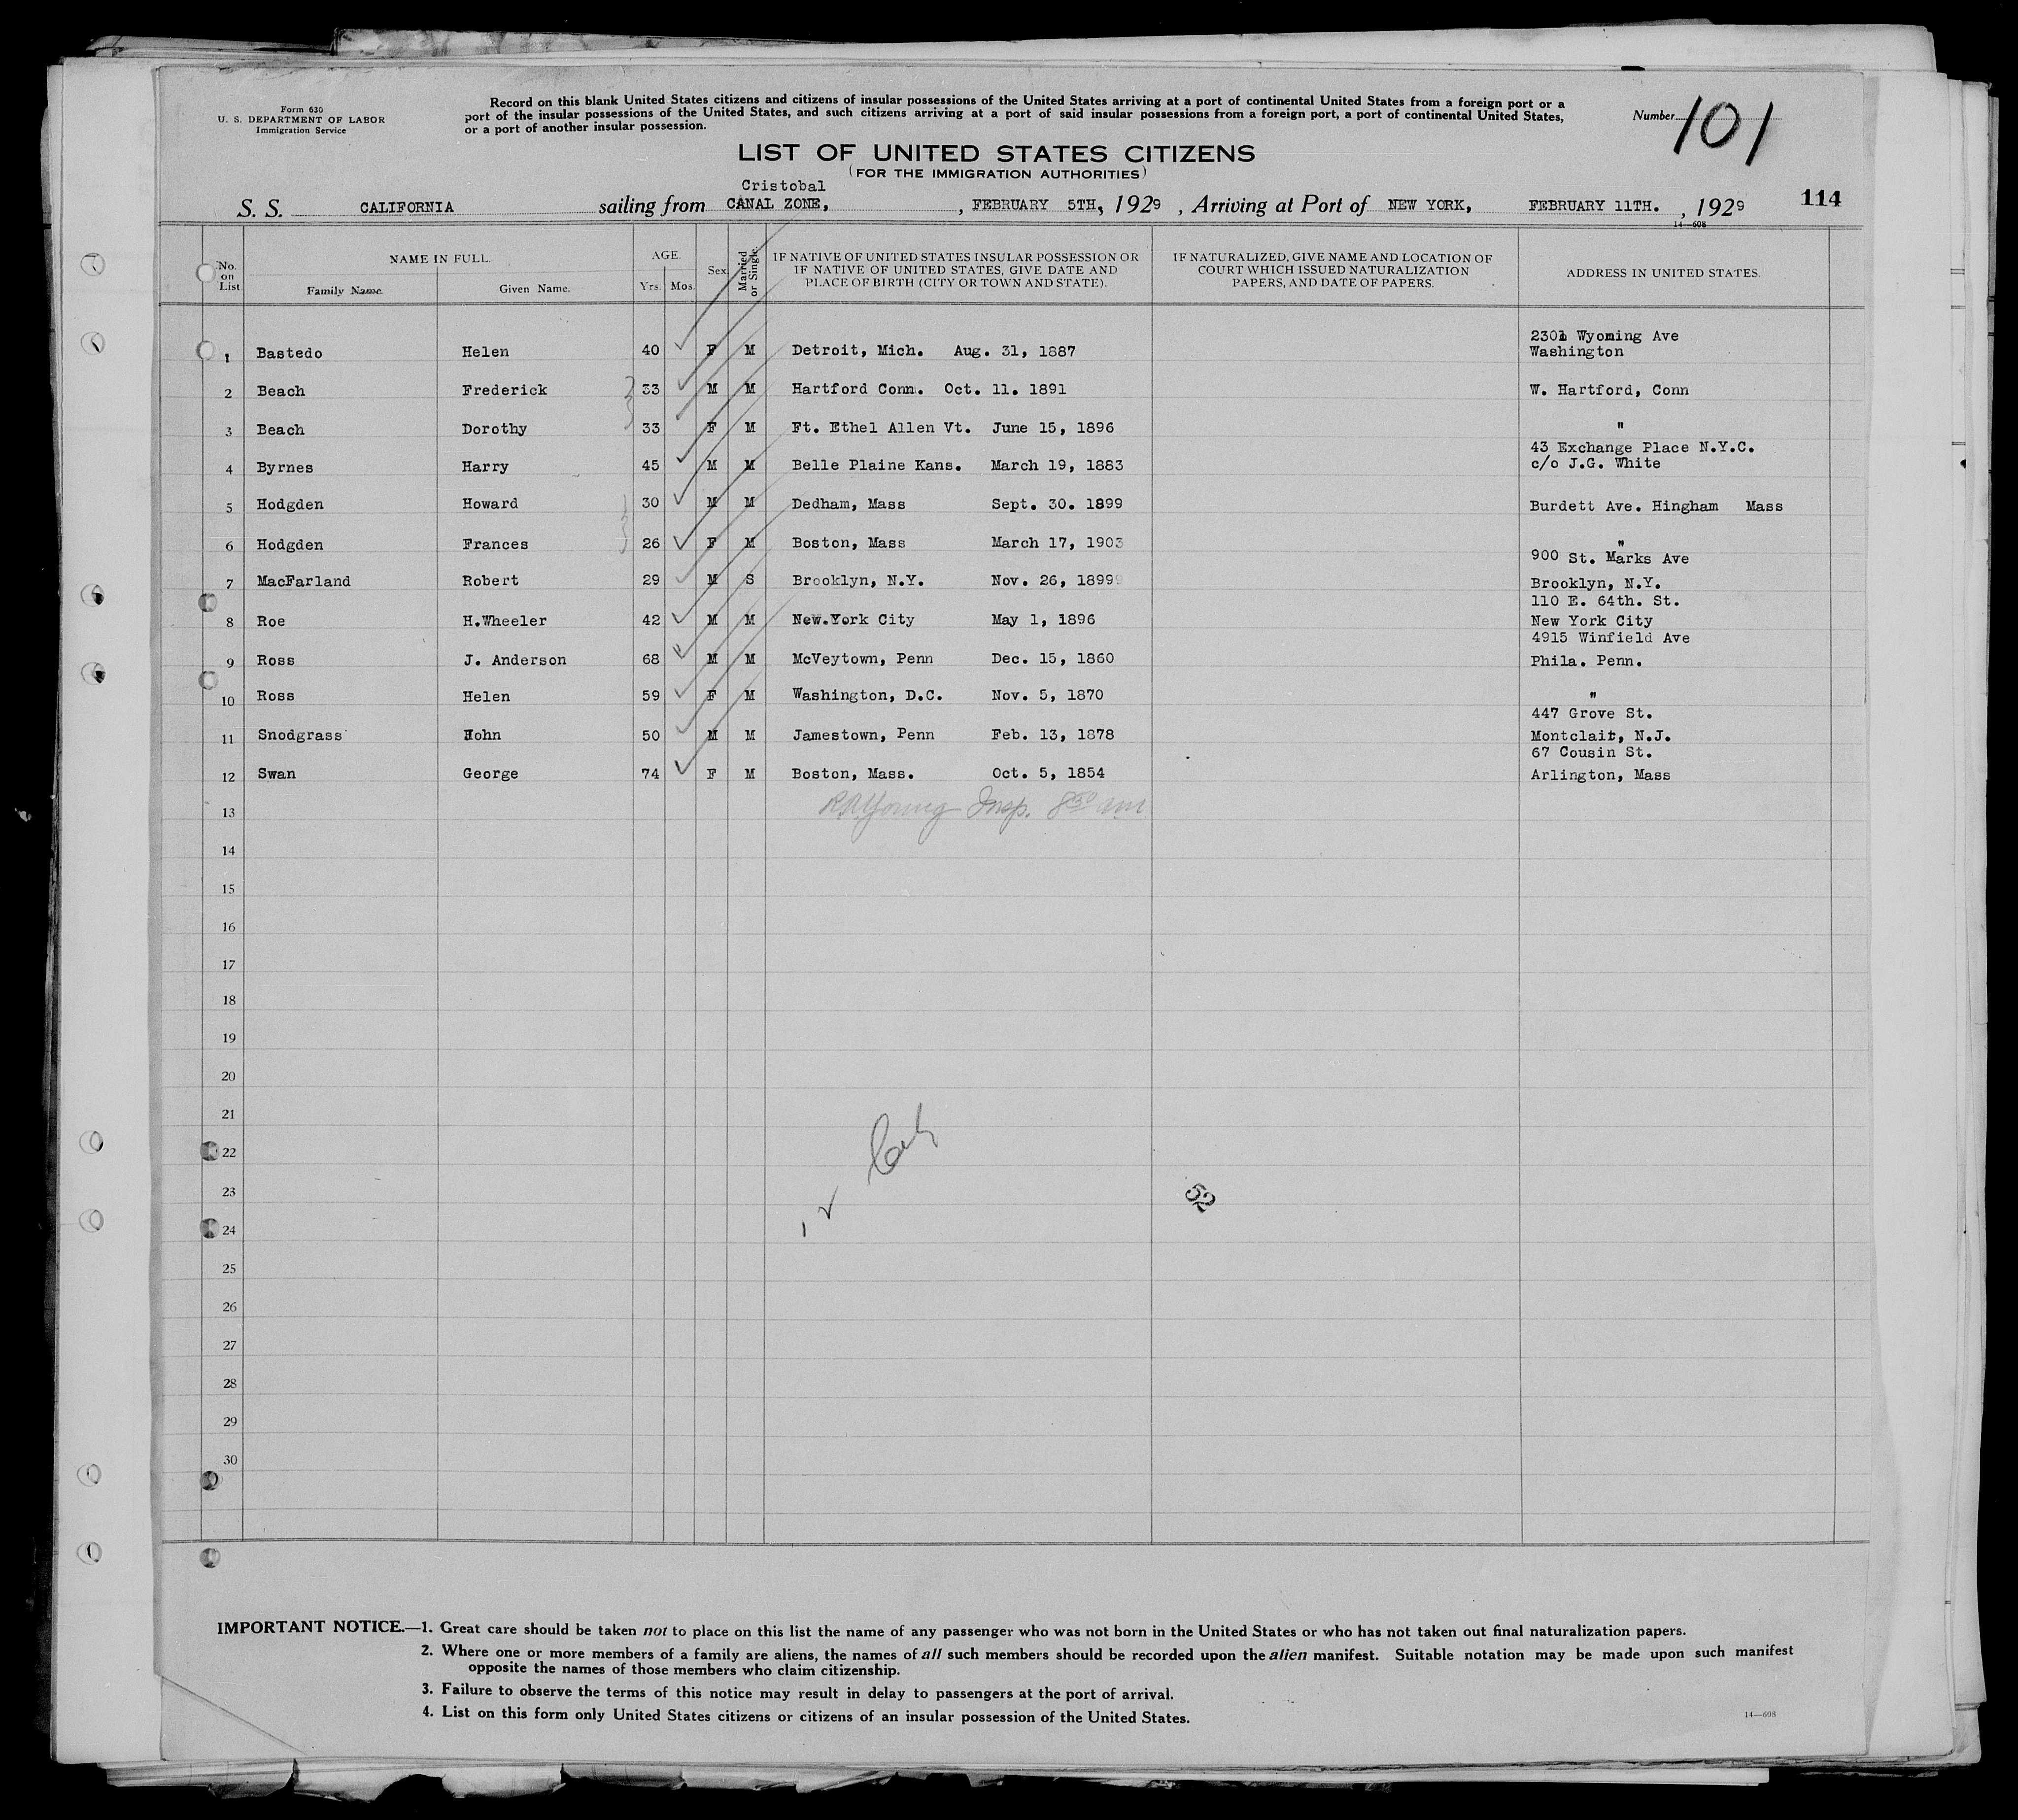 Form 630
U. S. DEPARTMENT OF LABOR
Immigration Service
Record on this blank United States citizens and citizens of insular possessions of the United States arriving at a port of continental United States from a foreign port or a
port of the insular possessions of the United States, and such citizens arriving at a port of said insular possessions from a foreign port, a port of continental United States,
or a port of another insular possession.
Number 101
LIST OF UNITED STATES CITIZENS
(FOR THE IMMIGRATION AUTHORITIES)
Cristobal
S. S. CALIFORNIA sailing from CANAL ZONE, , FEBRUARY 5TH, 1929 , Arriving at Port of NEW YORK, FEBRUARY 11TH. , 1929 114
14—608
No. on List NAME IN FULL. AGE. Sex Married or Single. IF NATIVE OF UNITED STATES INSULAR POSSESSION OR IF NATIVE OF UNITED STATES, GIVE DATE AND PLACE OF BIRTH (CITY OR TOWN AND STATE). IF NATURALIZED, GIVE NAME AND LOCATION OF COURT WHICH ISSUED NATURALIZATION PAPERS, AND DATE OF PAPERS. ADDRESS IN UNITED STATES.
Family Name. Given Name. Yrs. Mos.
2301 Wyoming Ave
1 Bastedo Helen 40 F M Detroit, Mich. Aug. 31, 1887 Washington
2 Beach Frederick 33 M M Hartford Conn. Oct. 11. 1891 W. Hartford, Conn
3 Beach Dorothy 33 F M Ft. Ethel Allen Vt. June 15, 1896 "
43 Exchange Place N.Y.C.
4 Byrnes Harry 45 M M Belle Plaine Kans. March 19, 1883 c/o J.G. White
5 Hodgden Howard 30 M M Dedham, Mass Sept. 30. 1899 Burdett Ave. Hingham Mass
6 Hodgden Frances 26 F M Boston, Mass March 17, 1903 "
900 St. Marks Ave
7 MacFarland Robert 29 M S Brooklyn, N.Y. Nov. 26, 1899 Brooklyn, N.Y.
110 E. 64th. St.
8 Roe H.Wheeler 42 M M New.York City May 1, 1896 New York City
4915 Winfield Ave
9 Ross J. Anderson 68 M M McVeytown, Penn Dec. 15, 1860 Phila. Penn.
10 Ross Helen 59 F M Washington, D.C. Nov. 5, 1870 "
447 Grove St.
11 Snodgrass John 50 M M Jamestown, Penn Feb. 13, 1878 Montclait, N.J.
67 Cousin St.
12 Swan George 74 F M Boston, Mass. Oct. 5, 1854 Arlington, Mass
13 Young Insp. 8 30 am
14
15
16
17
18
19
20
21
22
23
52
24
25
26
27
28
29
30
IMPORTANT NOTICE.—1. Great care should be taken not to place on this list the name of any passenger who was not born in the United States or who has not taken out final naturalization papers.
2. Where one or more members of a family are aliens, the names of all such members should be recorded upon the alien manifest. Suitable notation may be made upon such manifest
opposite the names of those members who claim citizenship.
3. Failure to observe the terms of this notice may result in delay to passengers at the port of arrival.
4. List on this form only United States citizens or citizens of an insular possession of the United States.
14—608